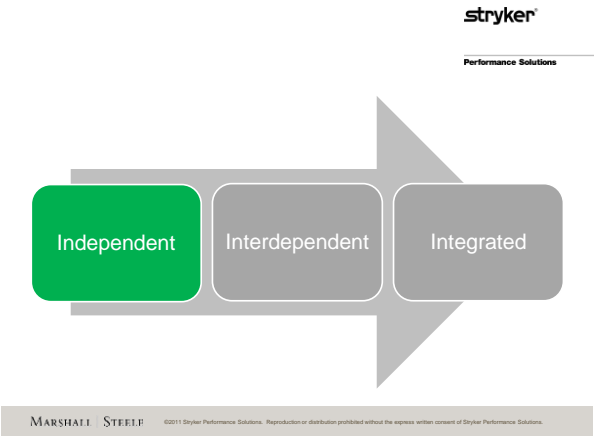 stryker®
Performance Solutions
Independent
Interdependent
Integrated
MARSHALL | STEELE
©2011 Stryker Performance Solutions. Reproduction or distribution prohibited without the express written consent of Stryker Performance Solutions.